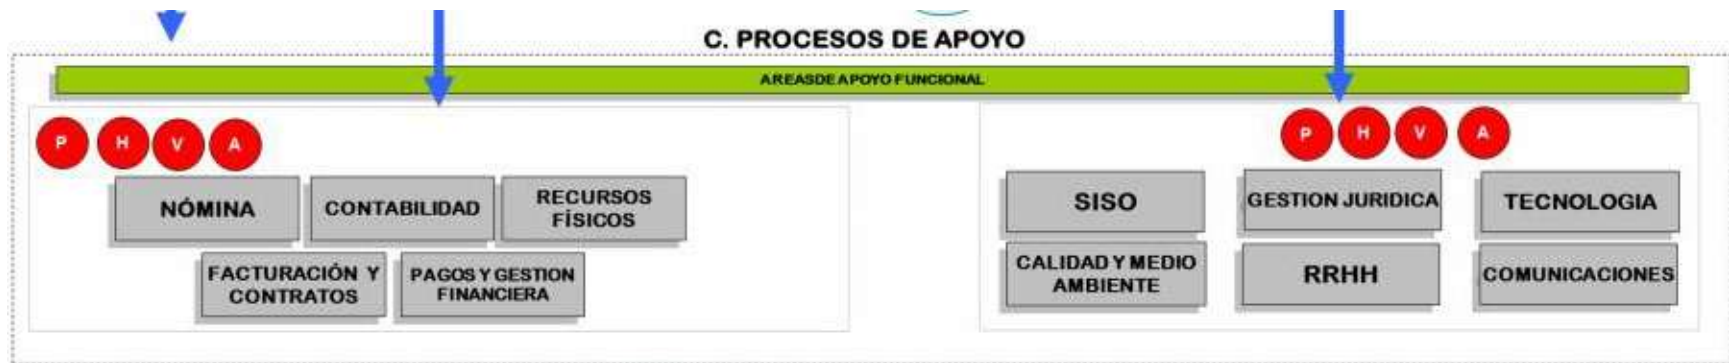 C. PROCESOS DE APOYO
AREASDE APOYO FUNCIONAL
P H V A
NÓMINA
CONTABILIDAD
RECURSOS
FÍSICOS
FACTURACIÓN Y
CONTRATOS
PAGOS Y GESTION
FINANCIERA
P H V A
SISO
GESTION JURIDICA
TECNOLOGIA
CALIDAD Y MEDIO
AMBIENTE
RRHH
COMUNICACIONES